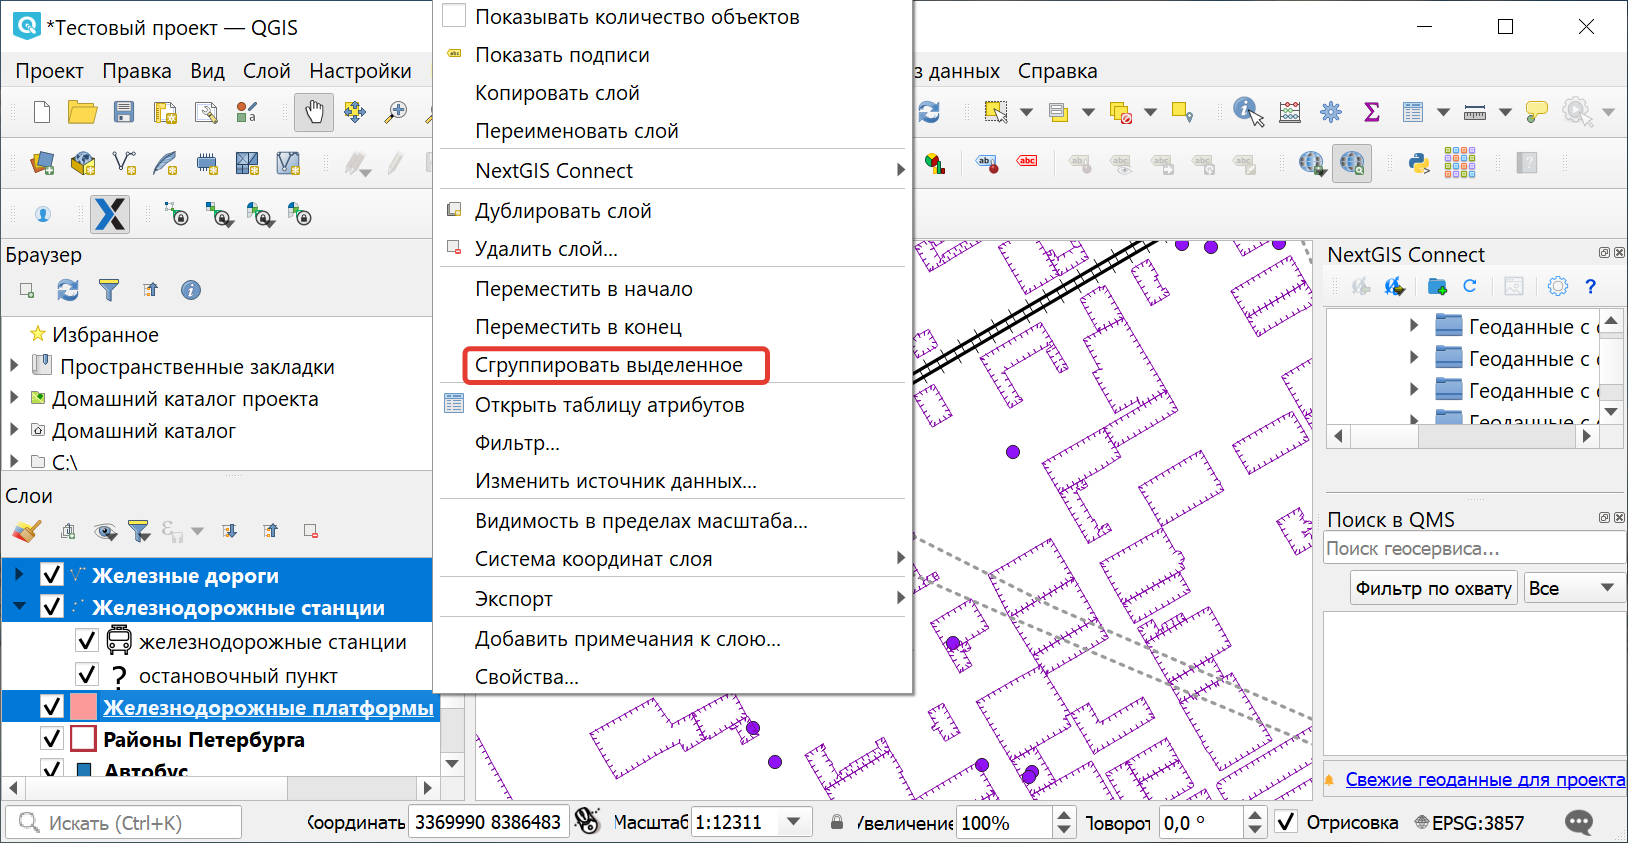 *Тестовый проект — QGIS
Проект Правка Вид Слой Настройки
з данных Справка
Показывать количество объектов
Показать подписи
Копировать слой
Переименовать слой
NextGIS Connect
Дублировать слой
Удалить слой...
Переместить в начало
Переместить в конец
Сгруппировать выделенное
Открыть таблицу атрибутов
Фильтр...
Изменить источник данных...
Видимость в пределах масштаба...
Система координат слоя
Экспорт
Добавить примечания к слою...
Свойства...
Браузер
Избранное
Пространственные закладки
Домашний каталог проекта
Домашний каталог
C:\
Слои
Железные дороги
Железнодорожные станции
железнодорожные станции
остановочный пункт
Железнодорожные платформы
Районы Петербурга
Автобус
NextGIS Connect
Геоданные с
Геоданные с
Геоданные с
Геоданные с
Поиск в QMS
Поиск геосервиса...
Фильтр по охвату Все
Свежие геоданные для проекта
Искать (Ctrl+K) Координать 3369990 8386483 Масштаб 1:12311 Увеличение 100% Поворот 0,0 ° Отрисовка EPSG:3857